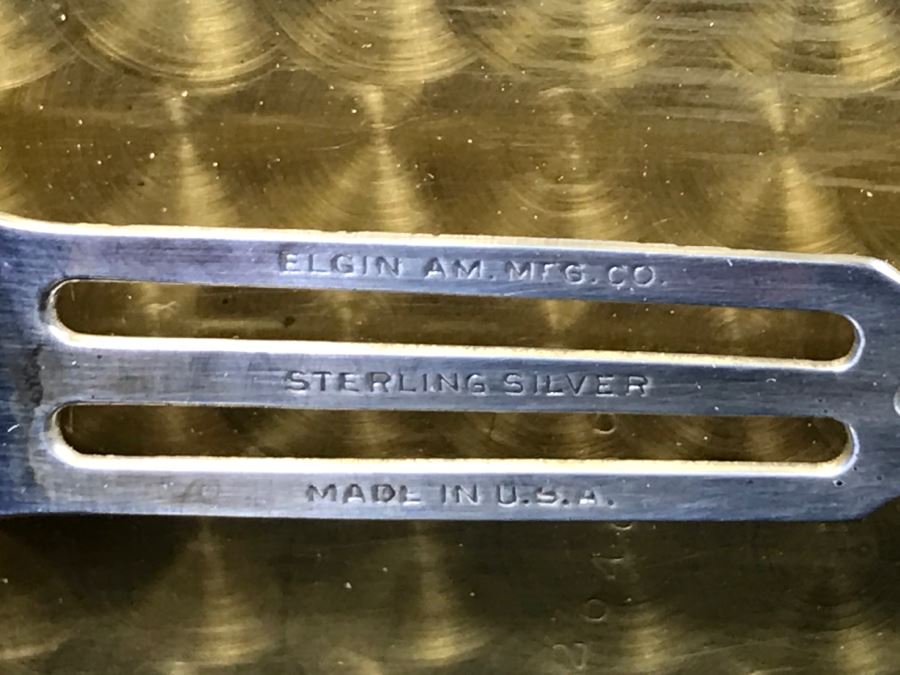 ELGIN AM. MFG. CO.
STERLING SILVER
MADE IN U.S.A.